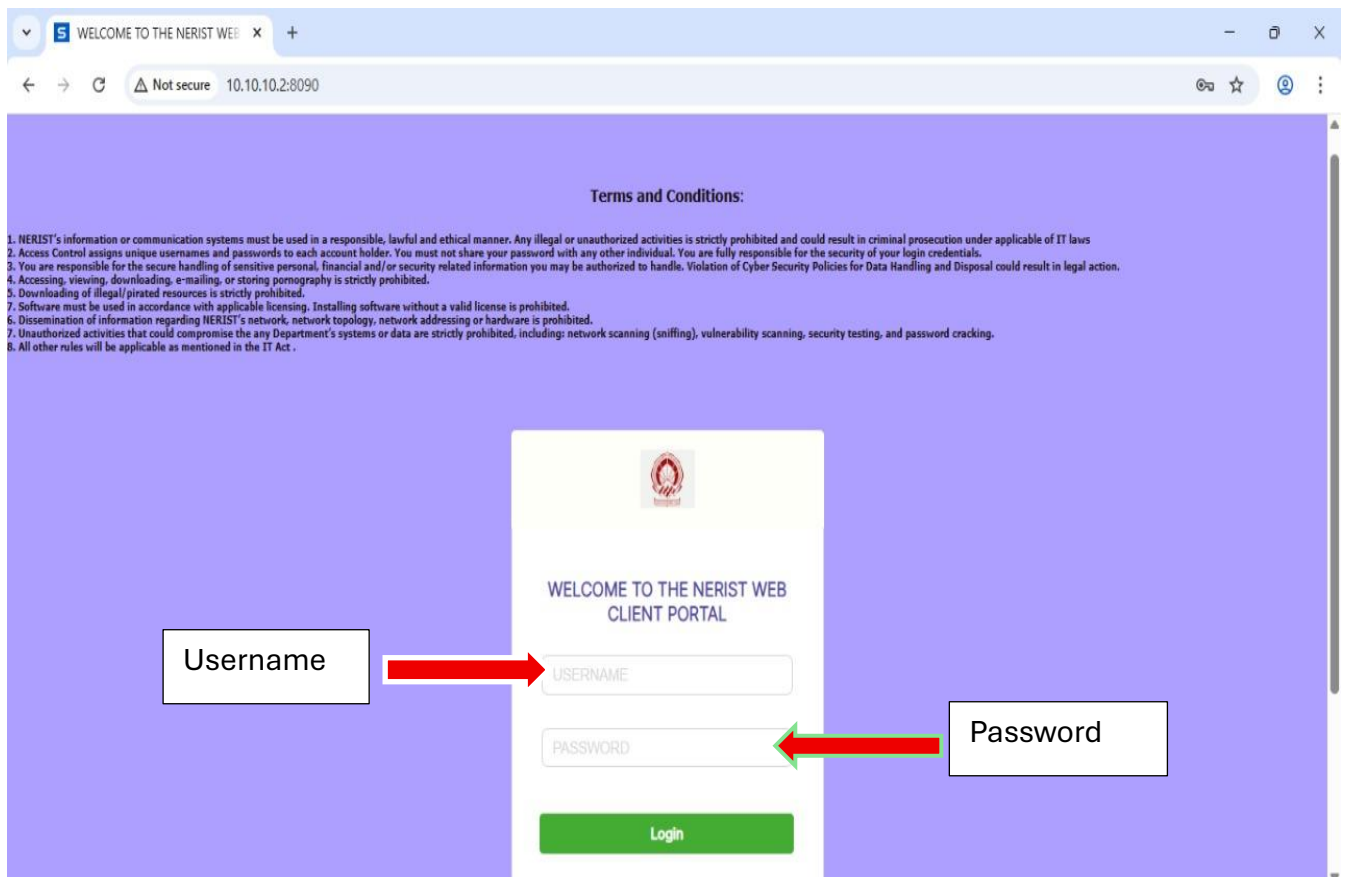 WELCOME TO THE NERIST WEB
Not secure 10.10.10.2:8090
Terms and Conditions:
1. NERIST's information or communication systems must be used in a responsible, lawful and ethical manner. Any illegal or unauthorized activities is strictly prohibited and could result in criminal prosecution under applicable of IT laws
2. Access Control assigns unique usernames and passwords to each account holder. You must not share your password with any other individual. You are fully responsible for the security of your login credentials.
3. You are responsible for the secure handling of sensitive personal, financial and/or security related information you may be authorized to handle. Violation of Cyber Security Policies for Data Handling and Disposal could result in legal action.
4. Accessing, viewing, downloading, e-mailing, or storing pornography is strictly prohibited.
5. Downloading of illegal/pirated resources is strictly prohibited.
7. Software must be used in accordance with applicable licensing. Installing software without a valid license is prohibited.
6. Dissemination of information regarding NERIST's network, network topology, network addressing or hardware is prohibited.
7. Unauthorized activities that could compromise the any Department's systems or data are strictly prohibited, including: network scanning (sniffing), vulnerability scanning, security testing, and password cracking.
8. All other rules will be applicable as mentioned in the IT Act .
WELCOME TO THE NERIST WEB
CLIENT PORTAL
Username
USERNAME
Password
PASSWORD
Login